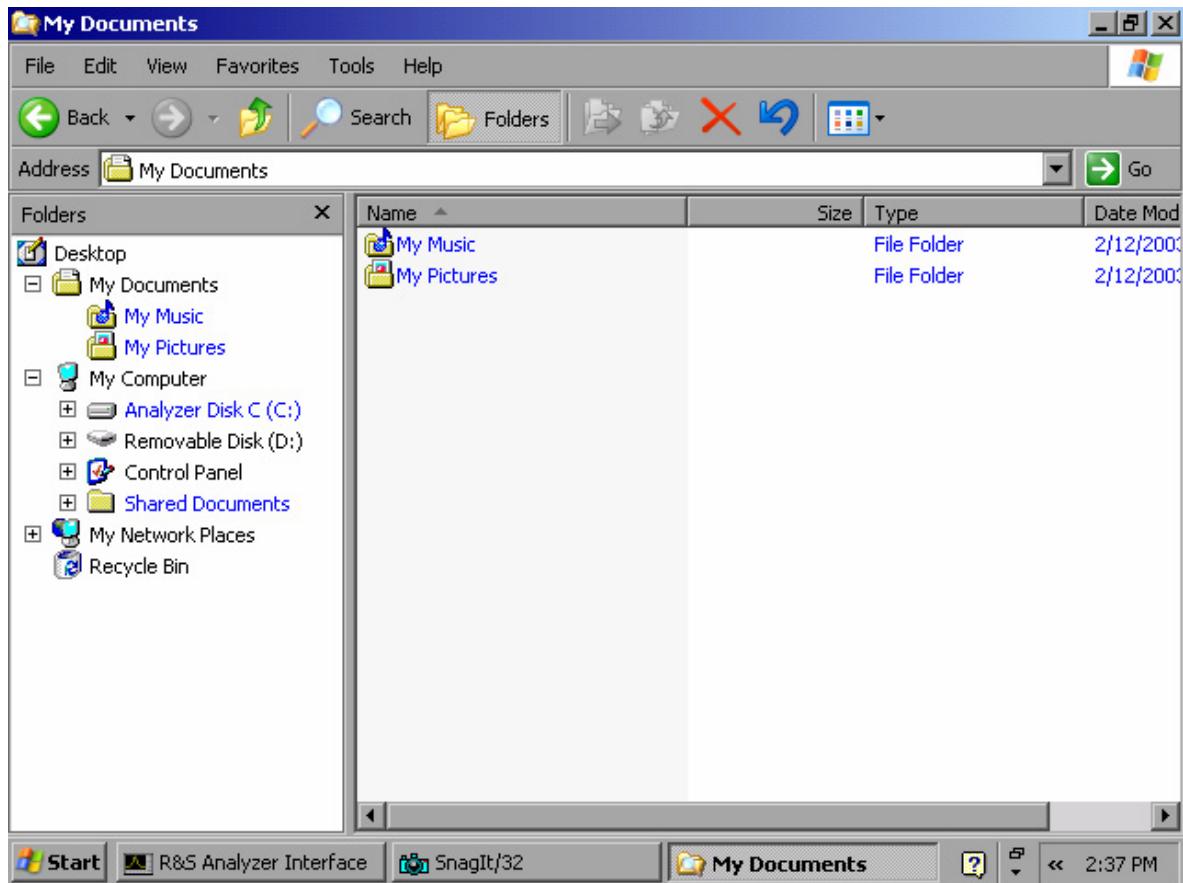 My Documents
File Edit View Favorites Tools Help
Back Search Folders
Address My Documents Go
Folders
Desktop
My Documents
My Music
My Pictures
My Computer
Analyzer Disk C (C:)
Removable Disk (D:)
Control Panel
Shared Documents
My Network Places
Recycle Bin
Name Size Type Date Mod
My Music File Folder 2/12/2003
My Pictures File Folder 2/12/2003
Start R&S Analyzer Interface SnagIt/32 My Documents 2:37 PM